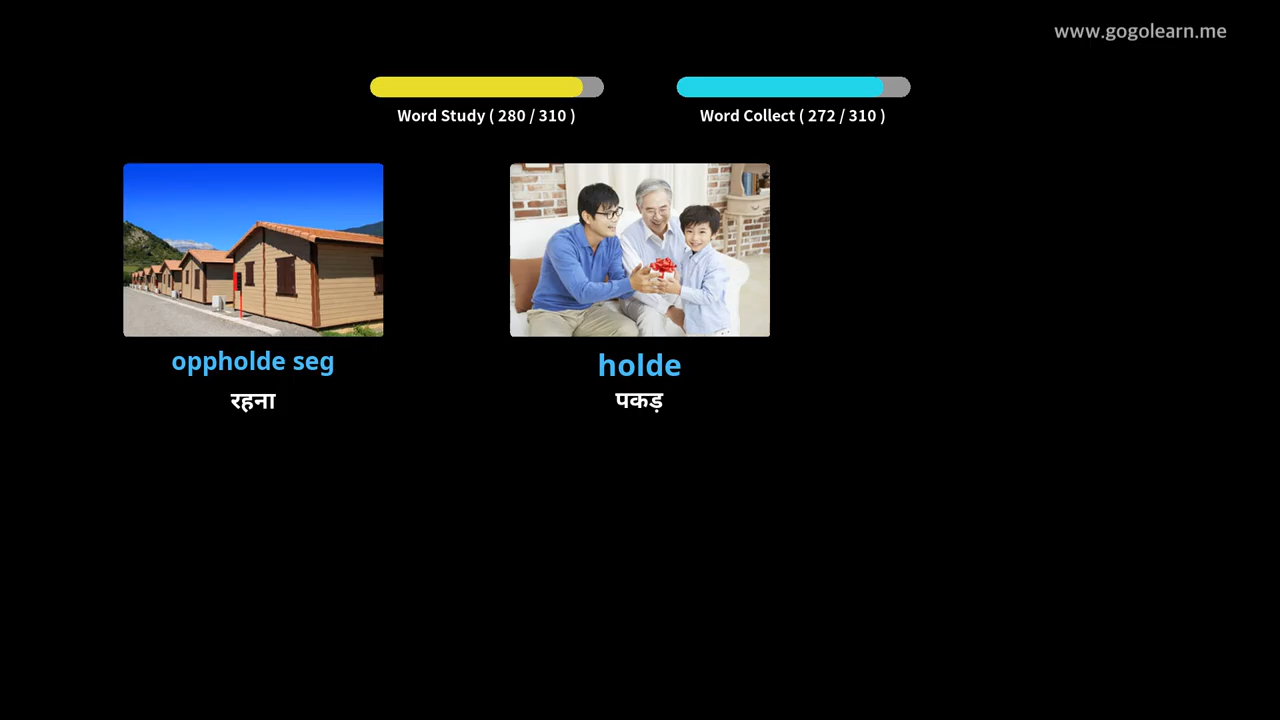 www.gogolearn.me
Word Study ( 280 / 310 )
Word Collect ( 272 / 310 )
oppholde seg
रहना
holde
पकड़